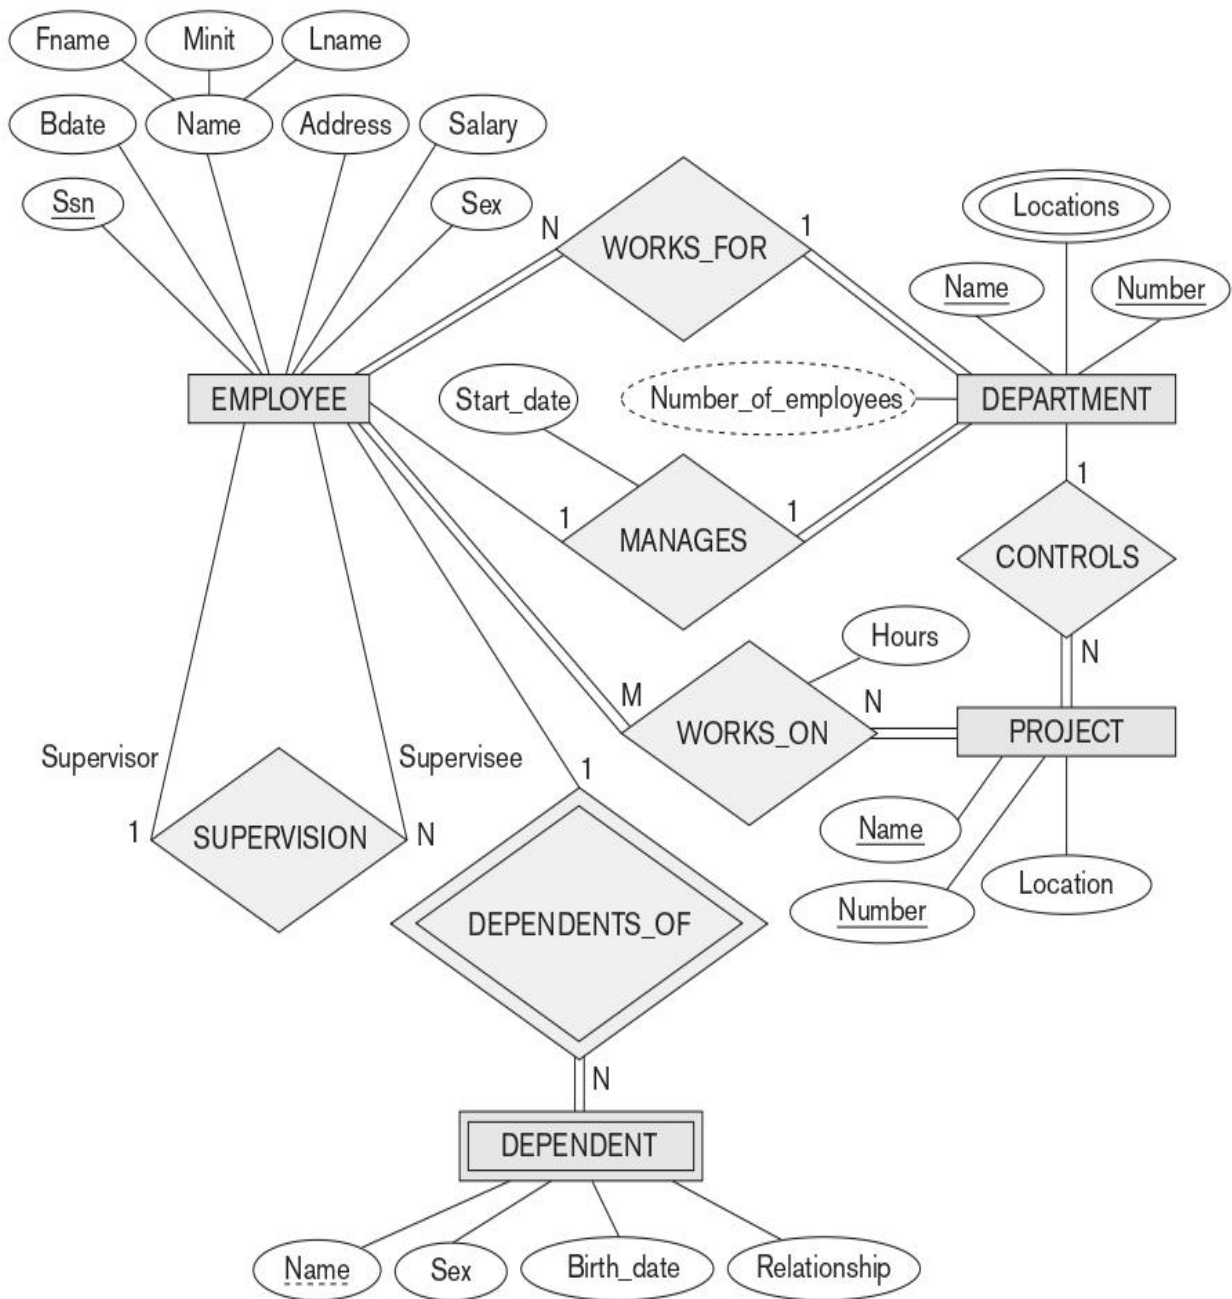 Fname
Minit
Lname
Bdate
Name
Address
Salary
Ssn
Sex
N
WORKS_FOR
1
Locations
Name
Number
EMPLOYEE
Start_date
Number_of_employees
DEPARTMENT
1
MANAGES
1
1
CONTROLS
N
Hours
M
WORKS_ON
N
PROJECT
Supervisor
Supervisee
1
SUPERVISION
N
1
Name
Number
Location
DEPENDENTS_OF
N
DEPENDENT
Name
Sex
Birth_date
Relationship